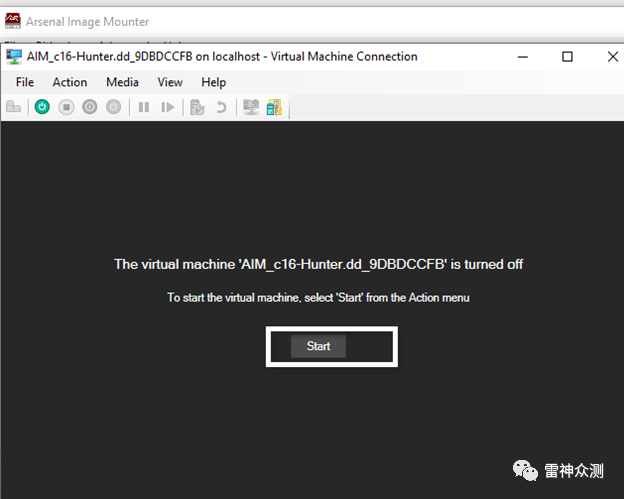 Arsenal Image Mounter
AIM_c16-Hunter.dd_9DBDCCFB on localhost - Virtual Machine Connection
File Action Media View Help
The virtual machine 'AIM_c16-Hunter.dd_9DBDCCFB' is turned off
To start the virtual machine, select 'Start' from the Action menu
Start
雷神众测